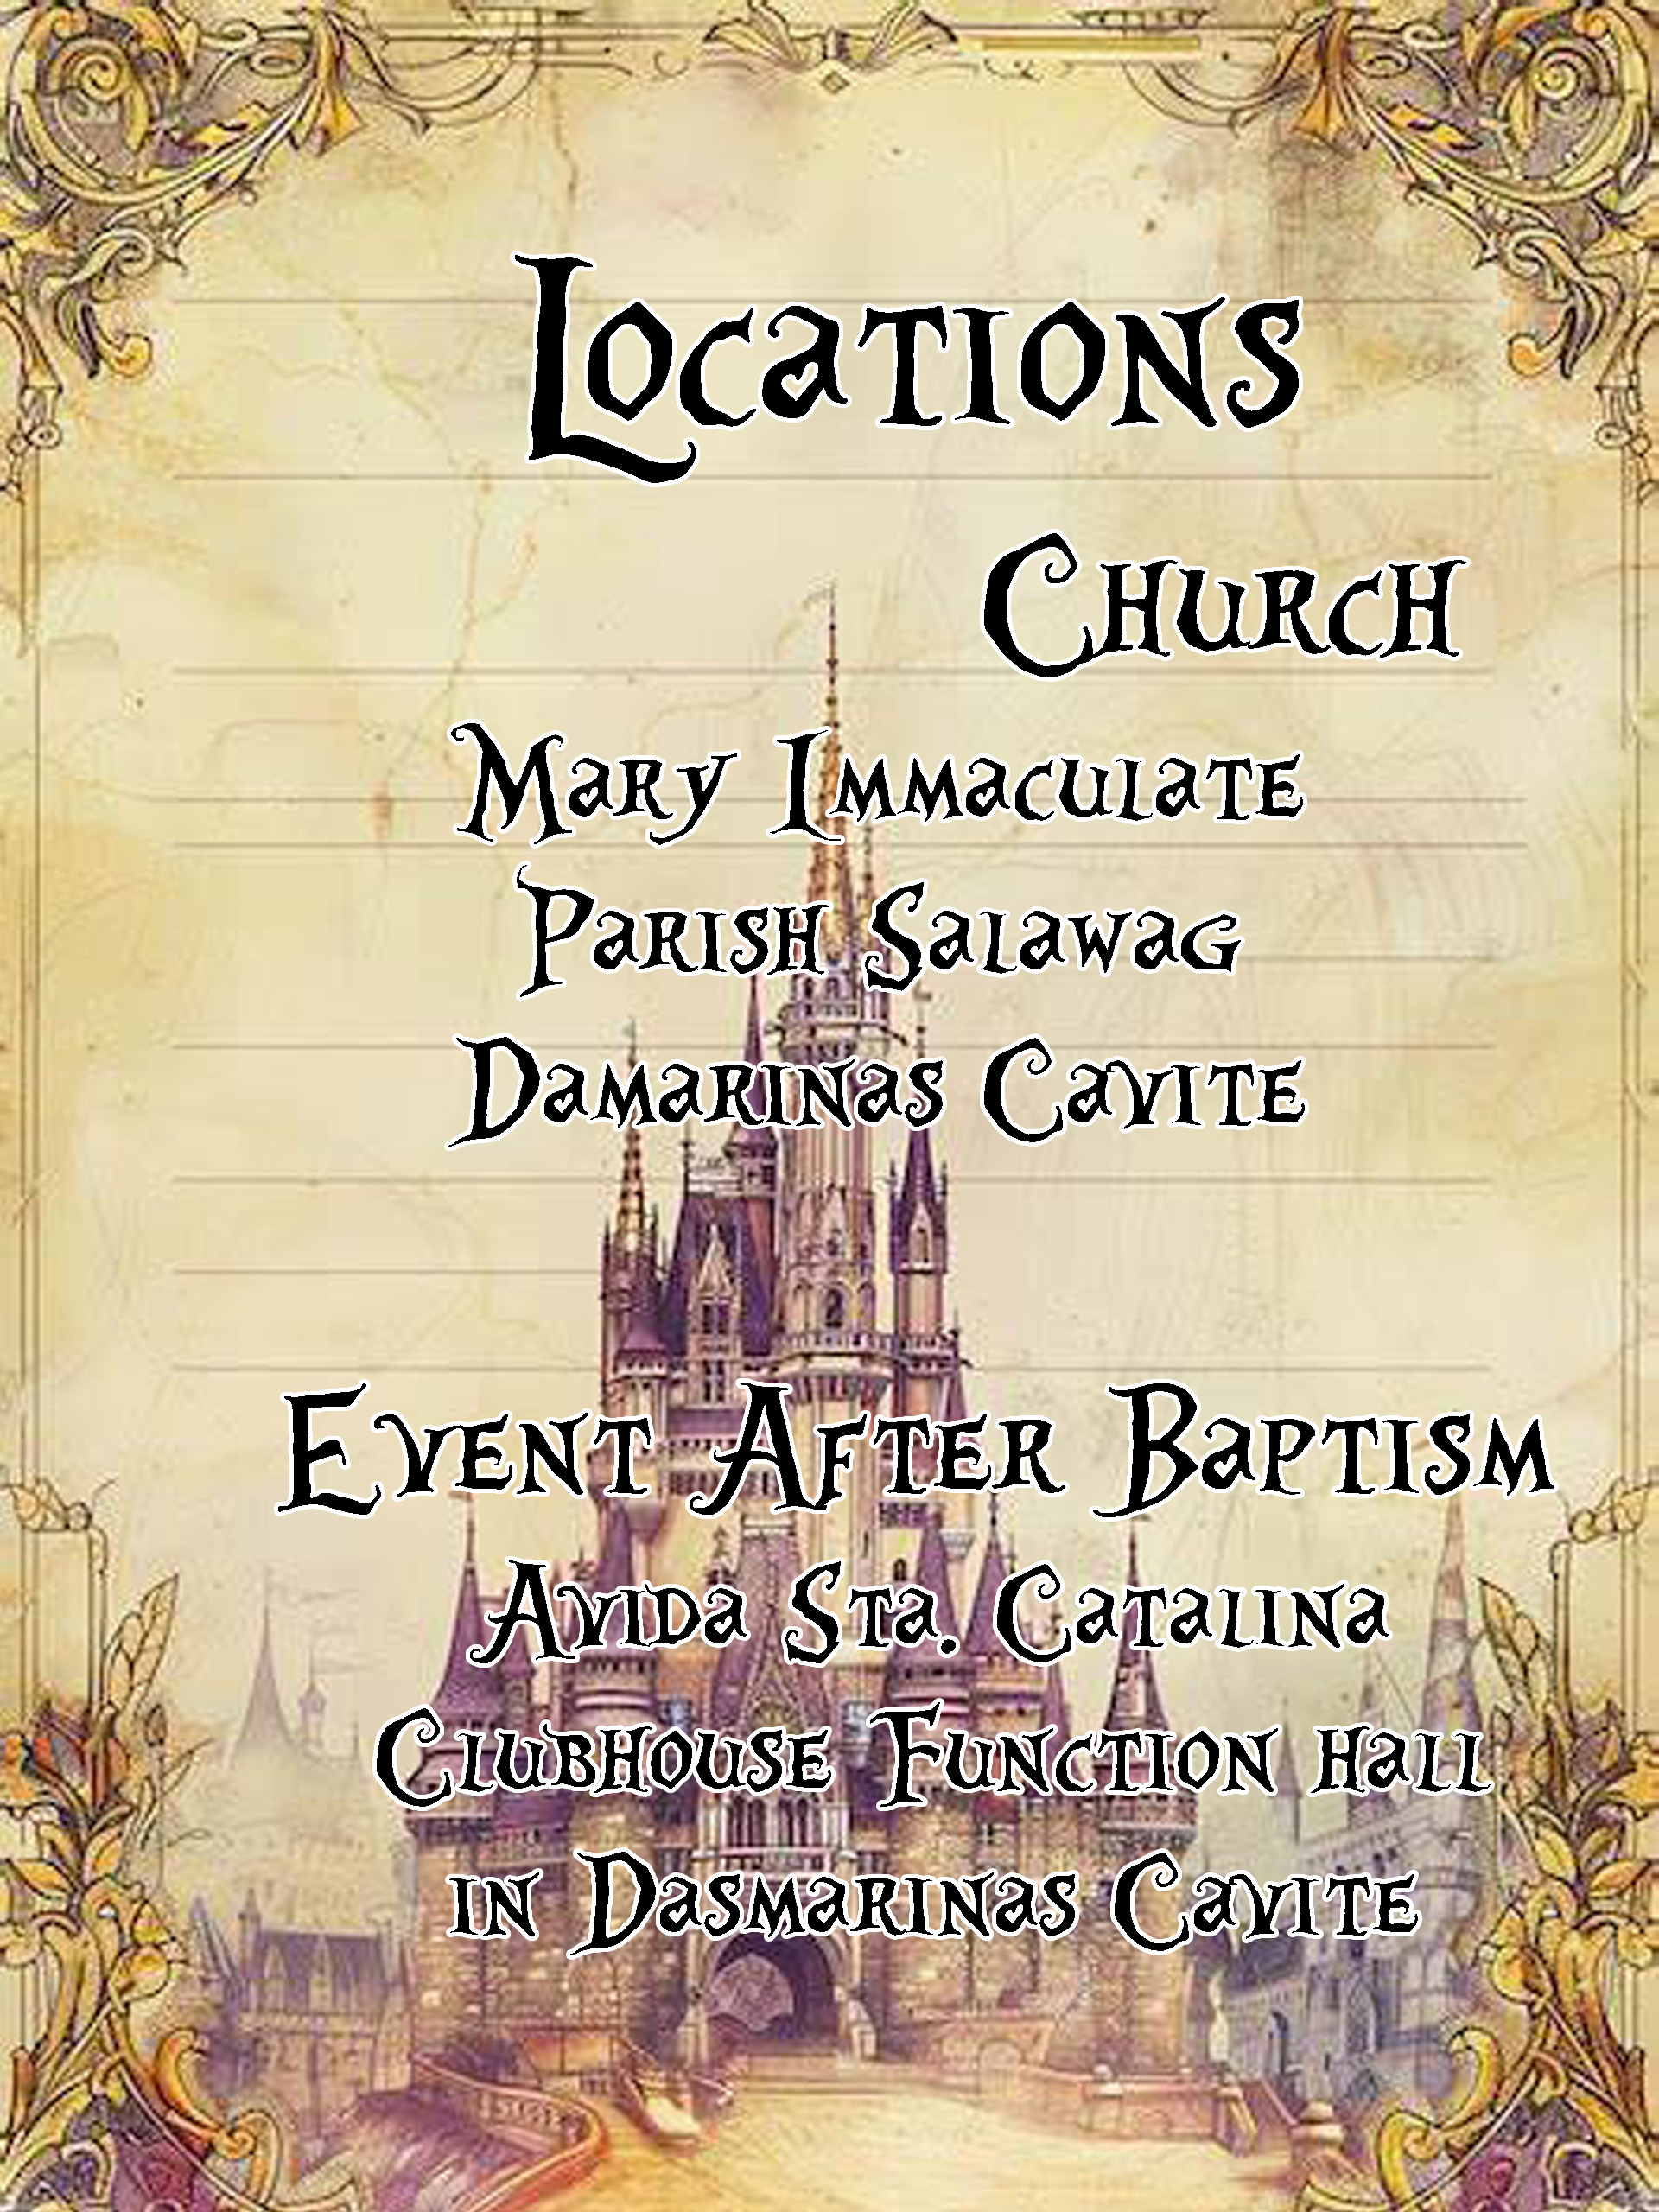 Locations
Church
Mary Immaculate
Parish Salawag
Damarinas Cavite
Event After Baptism
Avida Sta. Catalina
Clubhouse Function Hall
in Dasmarinas Cavite